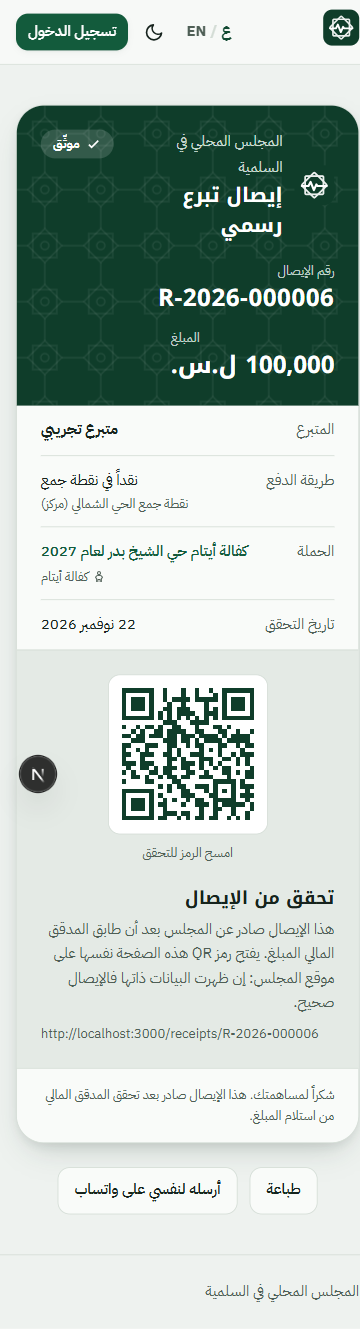 ع / EN
تسجيل الدخول
المجلس المحلي في
السلمية
إيصال تبرع
رسمي
موثّق
رقم الإيصال
R-2026-000006
المبلغ
100,000 ل.س.
المتبرع
متبرع تجريبي
طريقة الدفع
نقداً في نقطة جمع
نقطة جمع الحي الشمالي (مركز)
الحملة
كفالة أيتام حي الشيخ بدر لعام 2027
كفالة أيتام
تاريخ التحقق
22 نوفمبر 2026
N
امسح الرمز للتحقق
تحقق من الإيصال
هذا الإيصال صادر عن المجلس بعد أن طابق المدقق
المالي المبلغ. يفتح رمز QR هذه الصفحة نفسها على
موقع المجلس: إن ظهرت البيانات ذاتها فالإيصال
صحيح.
http://localhost:3000/receipts/R-2026-000006
شكراً لمساهمتك. هذا الإيصال صادر بعد تحقق المدقق المالي
من استلام المبلغ.
طباعة
أرسله لنفسي على واتساب
المجلس المحلي في السلمية